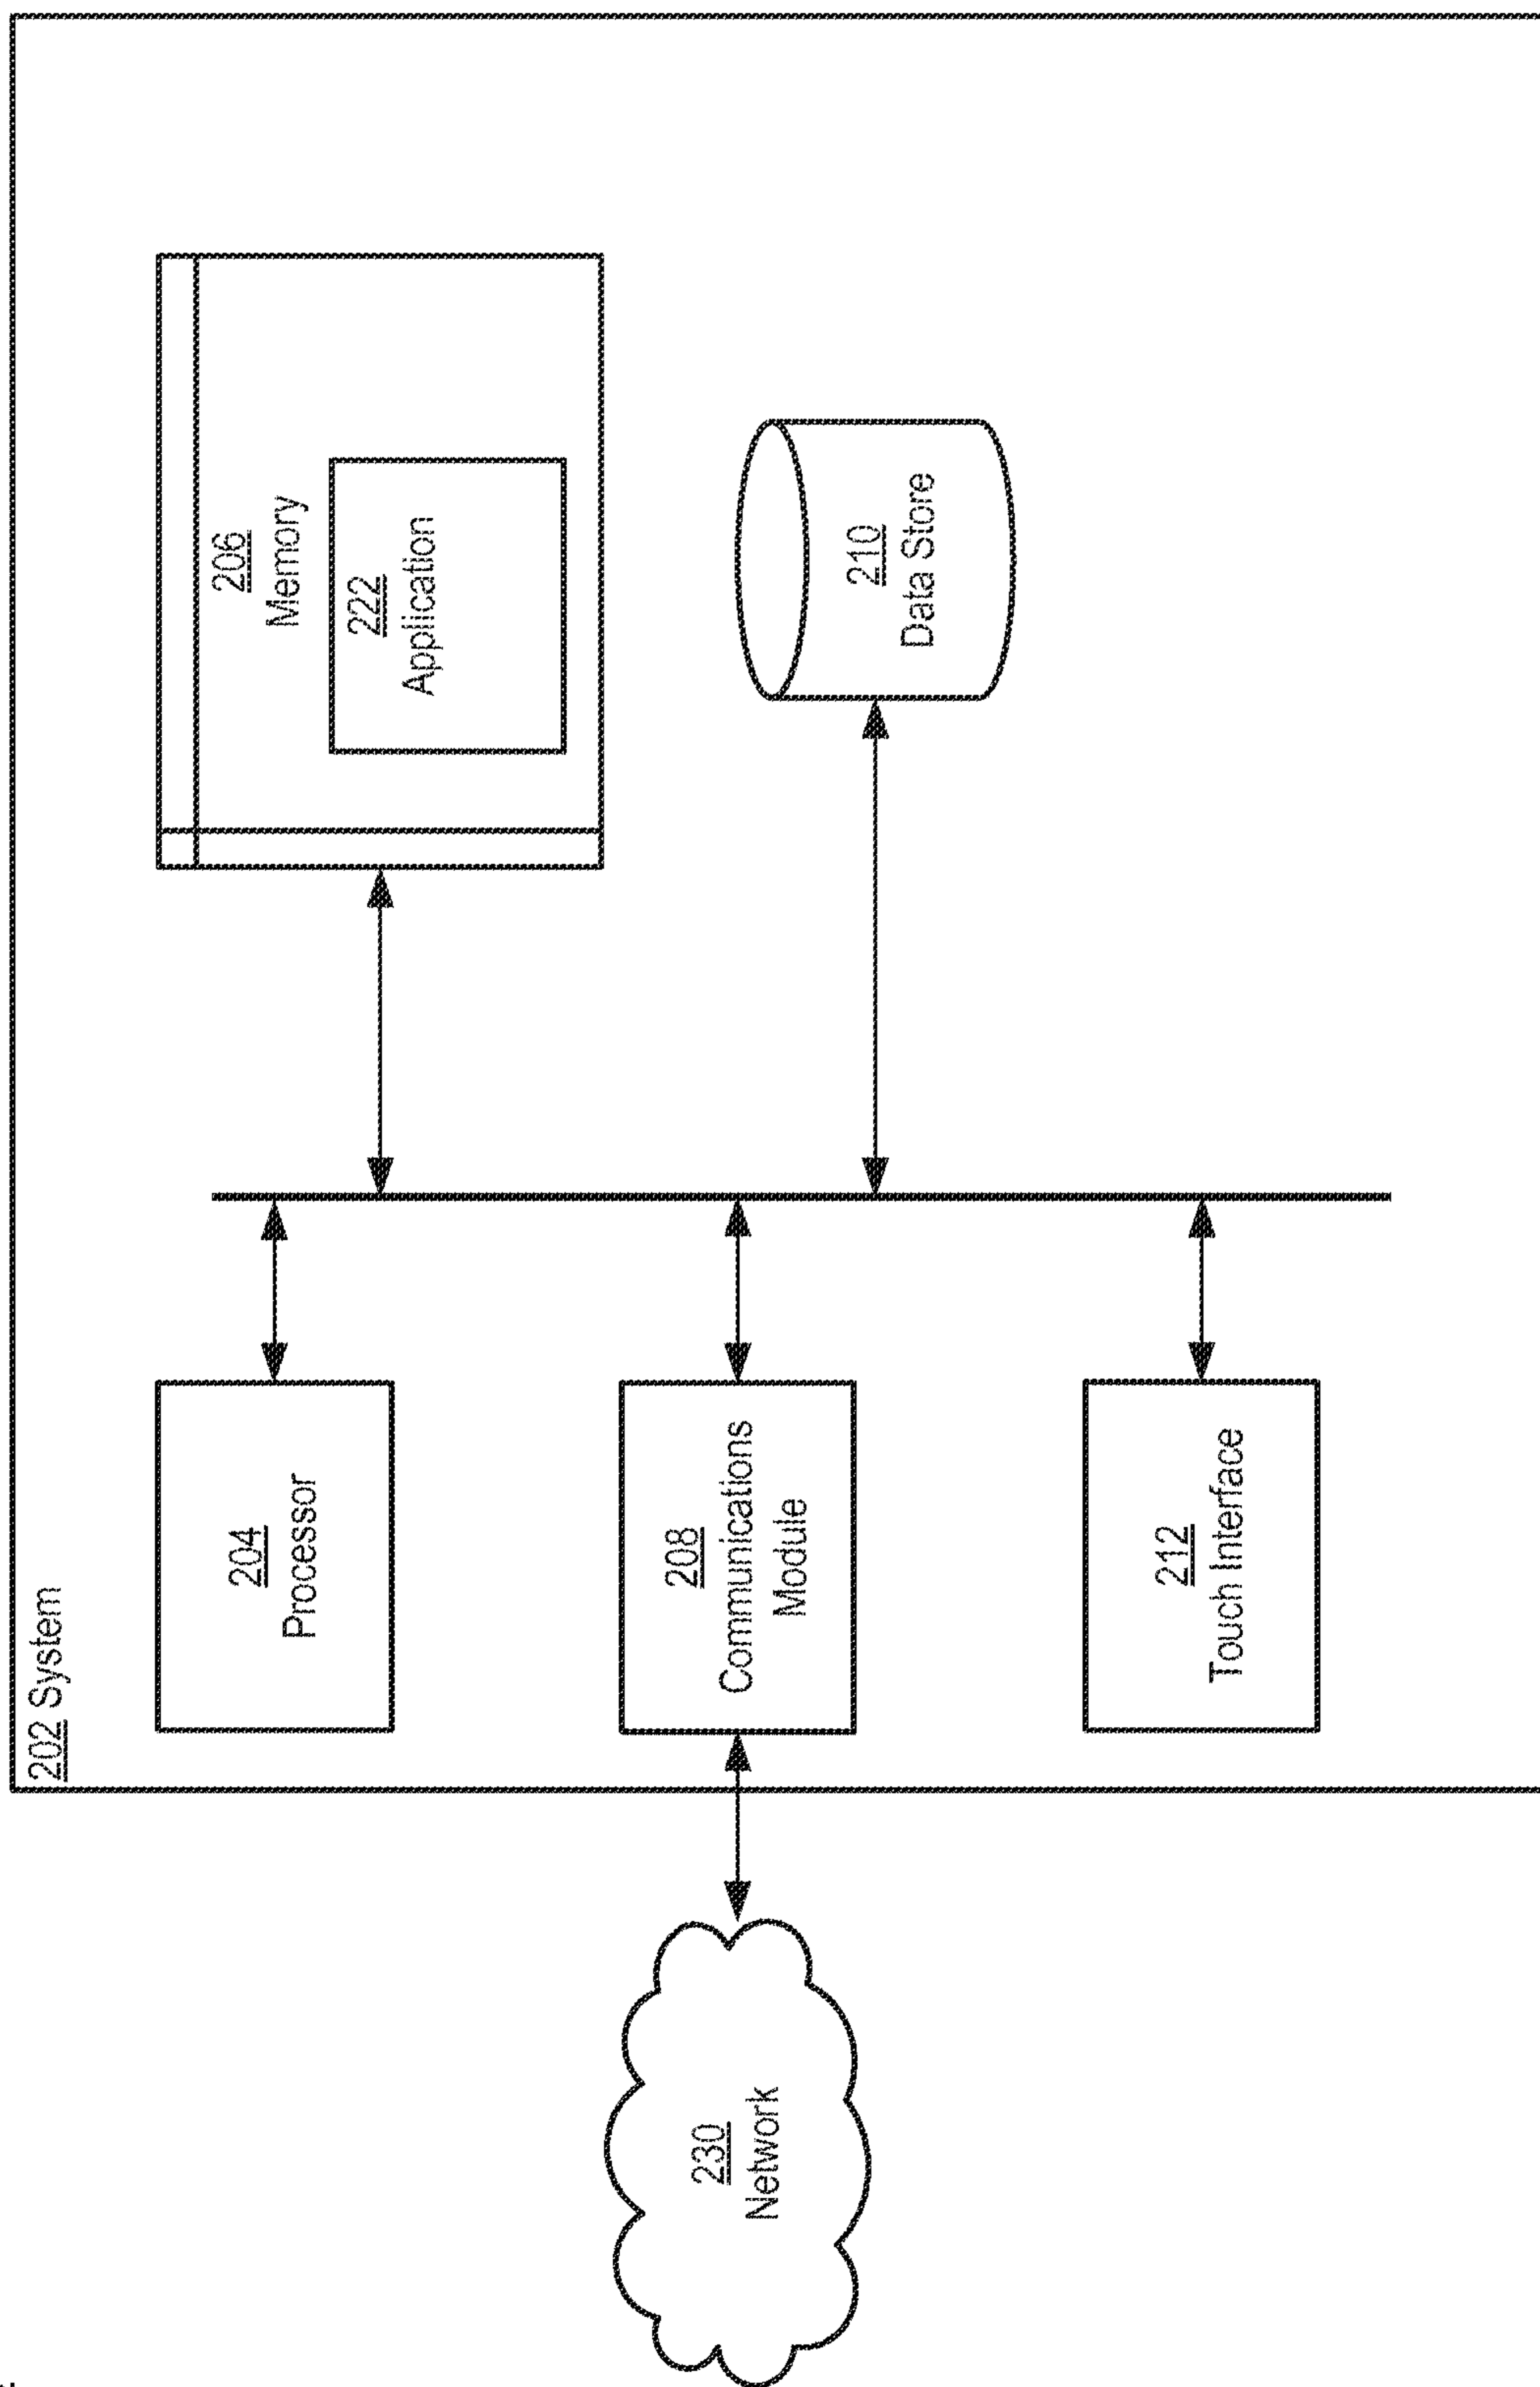 202 System
204
Processor
206
Memory
222
Application
208
Communications
Module
210
Data Store
212
Touch Interface
230
Network